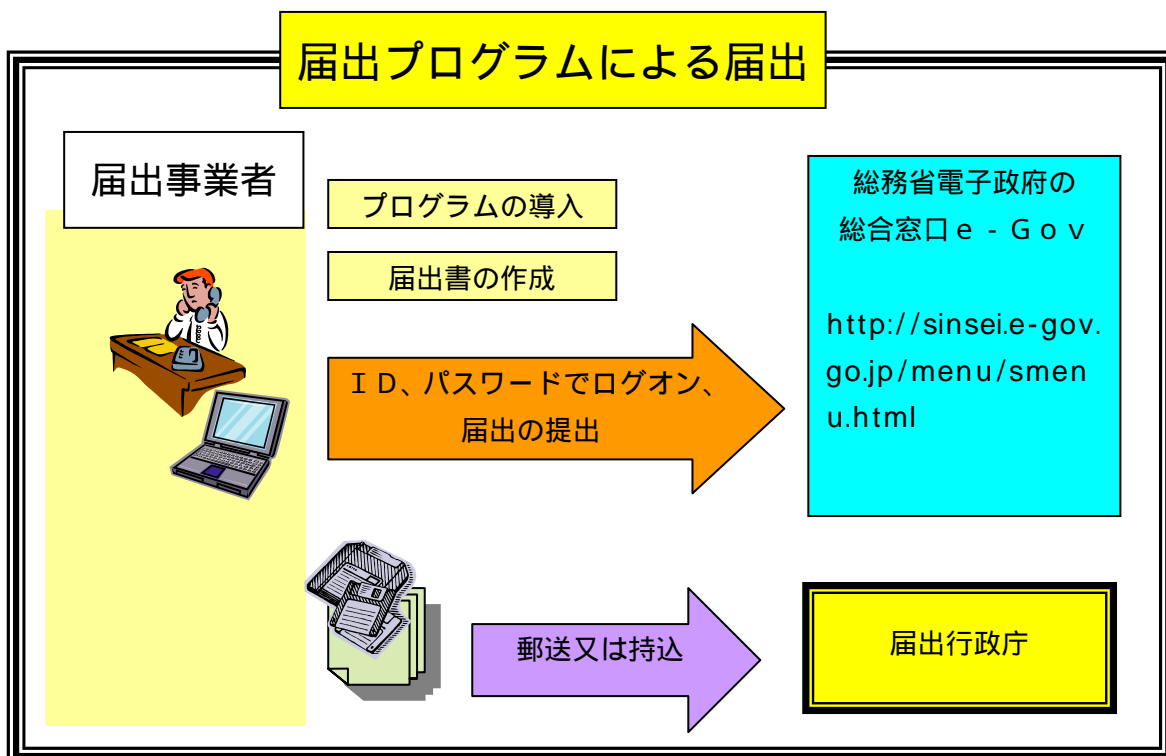 届出プログラムによる届出
届出事業者
プログラムの導入
届出書の作成
ＩＤ、パスワードでログオン、
届出の提出
総務省電子政府の
総合窓口ｅ‐Ｇｏｖ
http://sinsei.e-gov.
go.jp/menu/smen
u.html
郵送又は持込
届出行政庁